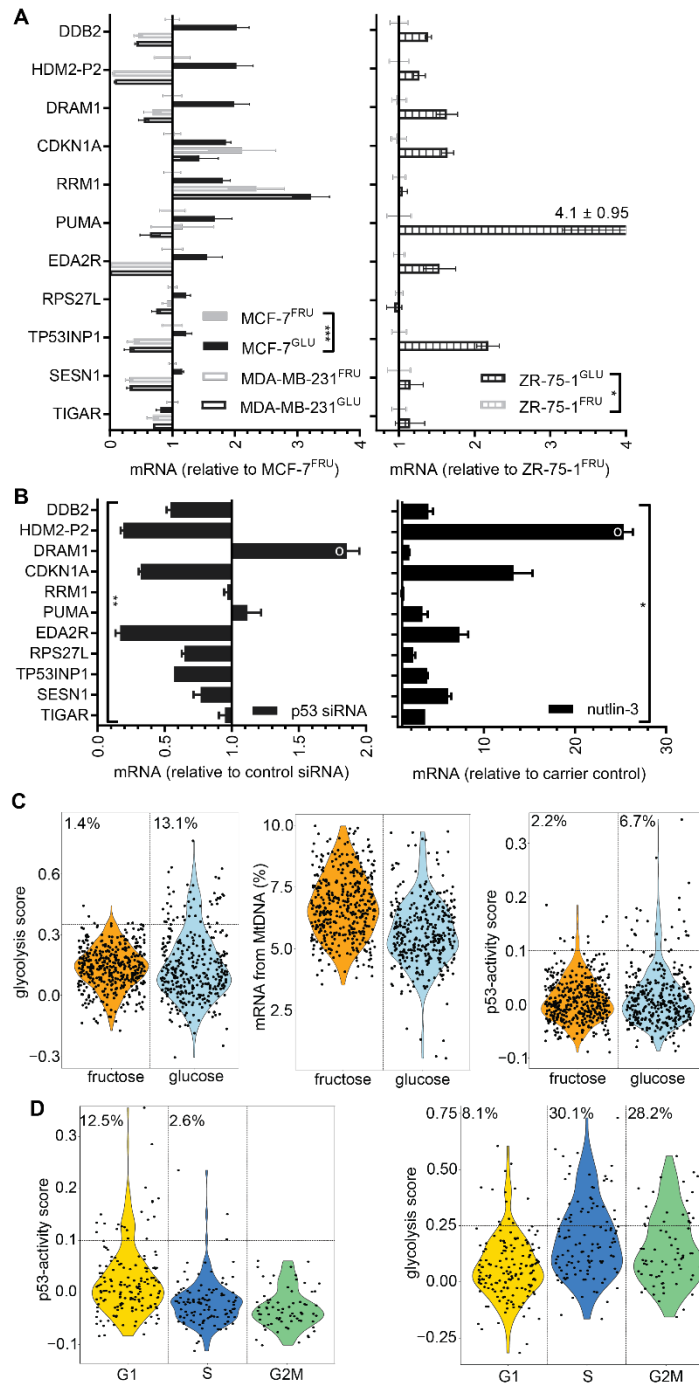 A
DDB2
HDM2-P2
DRAM1
CDKN1A
RRM1
PUMA
EDA2R
RPS27L
TP53INP1
SESN1
TIGAR
MCF-7FRU
MCF-7GLU
***
MDA-MB-231FRU
MDA-MB-231GLU
0 1 2 3 4
mRNA (relative to MCF-7FRU)
4.1 ± 0.95
ZR-75-1GLU
ZR-75-1FRU
*
1 2 3 4
mRNA (relative to ZR-75-1FRU)
B
DDB2
HDM2-P2
DRAM1
CDKN1A
RRM1
PUMA
EDA2R
RPS27L
TP53INP1
SESN1
TIGAR
**
o
p53 siRNA
0.0 0.5 1.0 1.5 2.0
mRNA (relative to control siRNA)
o
*
nutlin-3
10 20 30
mRNA (relative to carrier control)
C
1.4% 13.1%
glycolysis score
0.6
0.3
0.0
−0.3
fructose glucose
mRNA from MtDNA (%)
10.0
7.5
5.0
2.5
fructose glucose
2.2% 6.7%
p53-activity score
0.3
0.2
0.1
0.0
−0.1
fructose glucose
D
12.5% 2.6%
p53-activity score
0.3
0.2
0.1
0.0
−0.1
G1 S G2M
8.1% 30.1% 28.2%
glycolysis score
0.75
0.50
0.25
0.00
−0.25
G1 S G2M